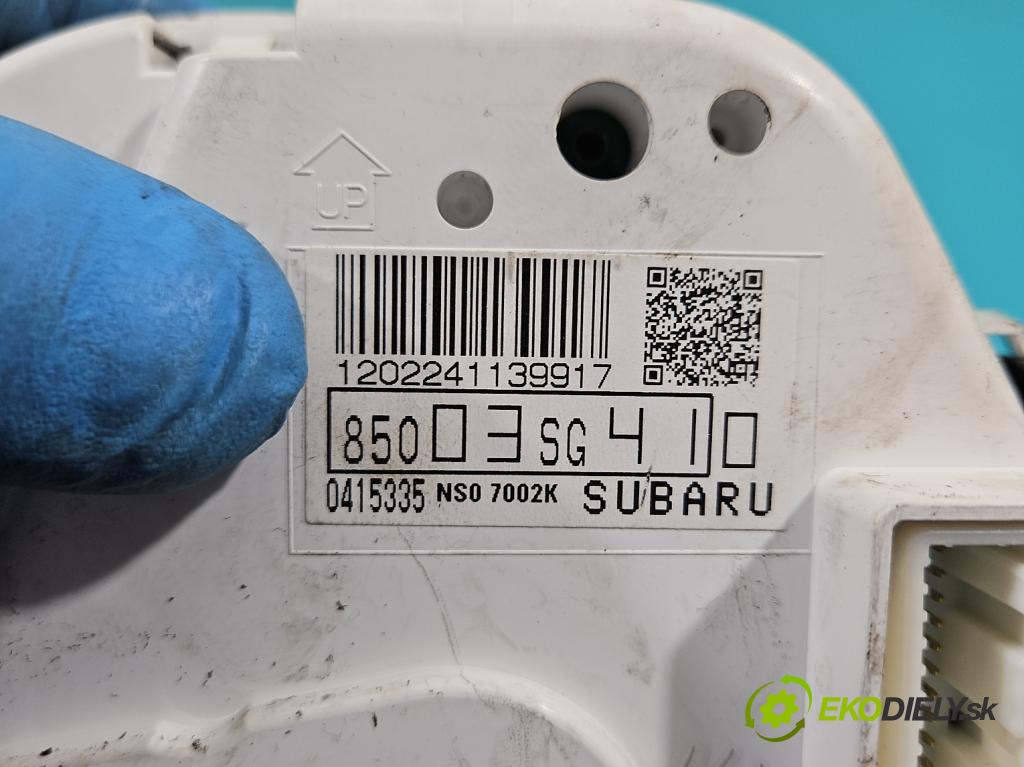 UP
1202241139917
85003SG410
0415335 NS0 7002K SUBARU
EKODIELY.sk